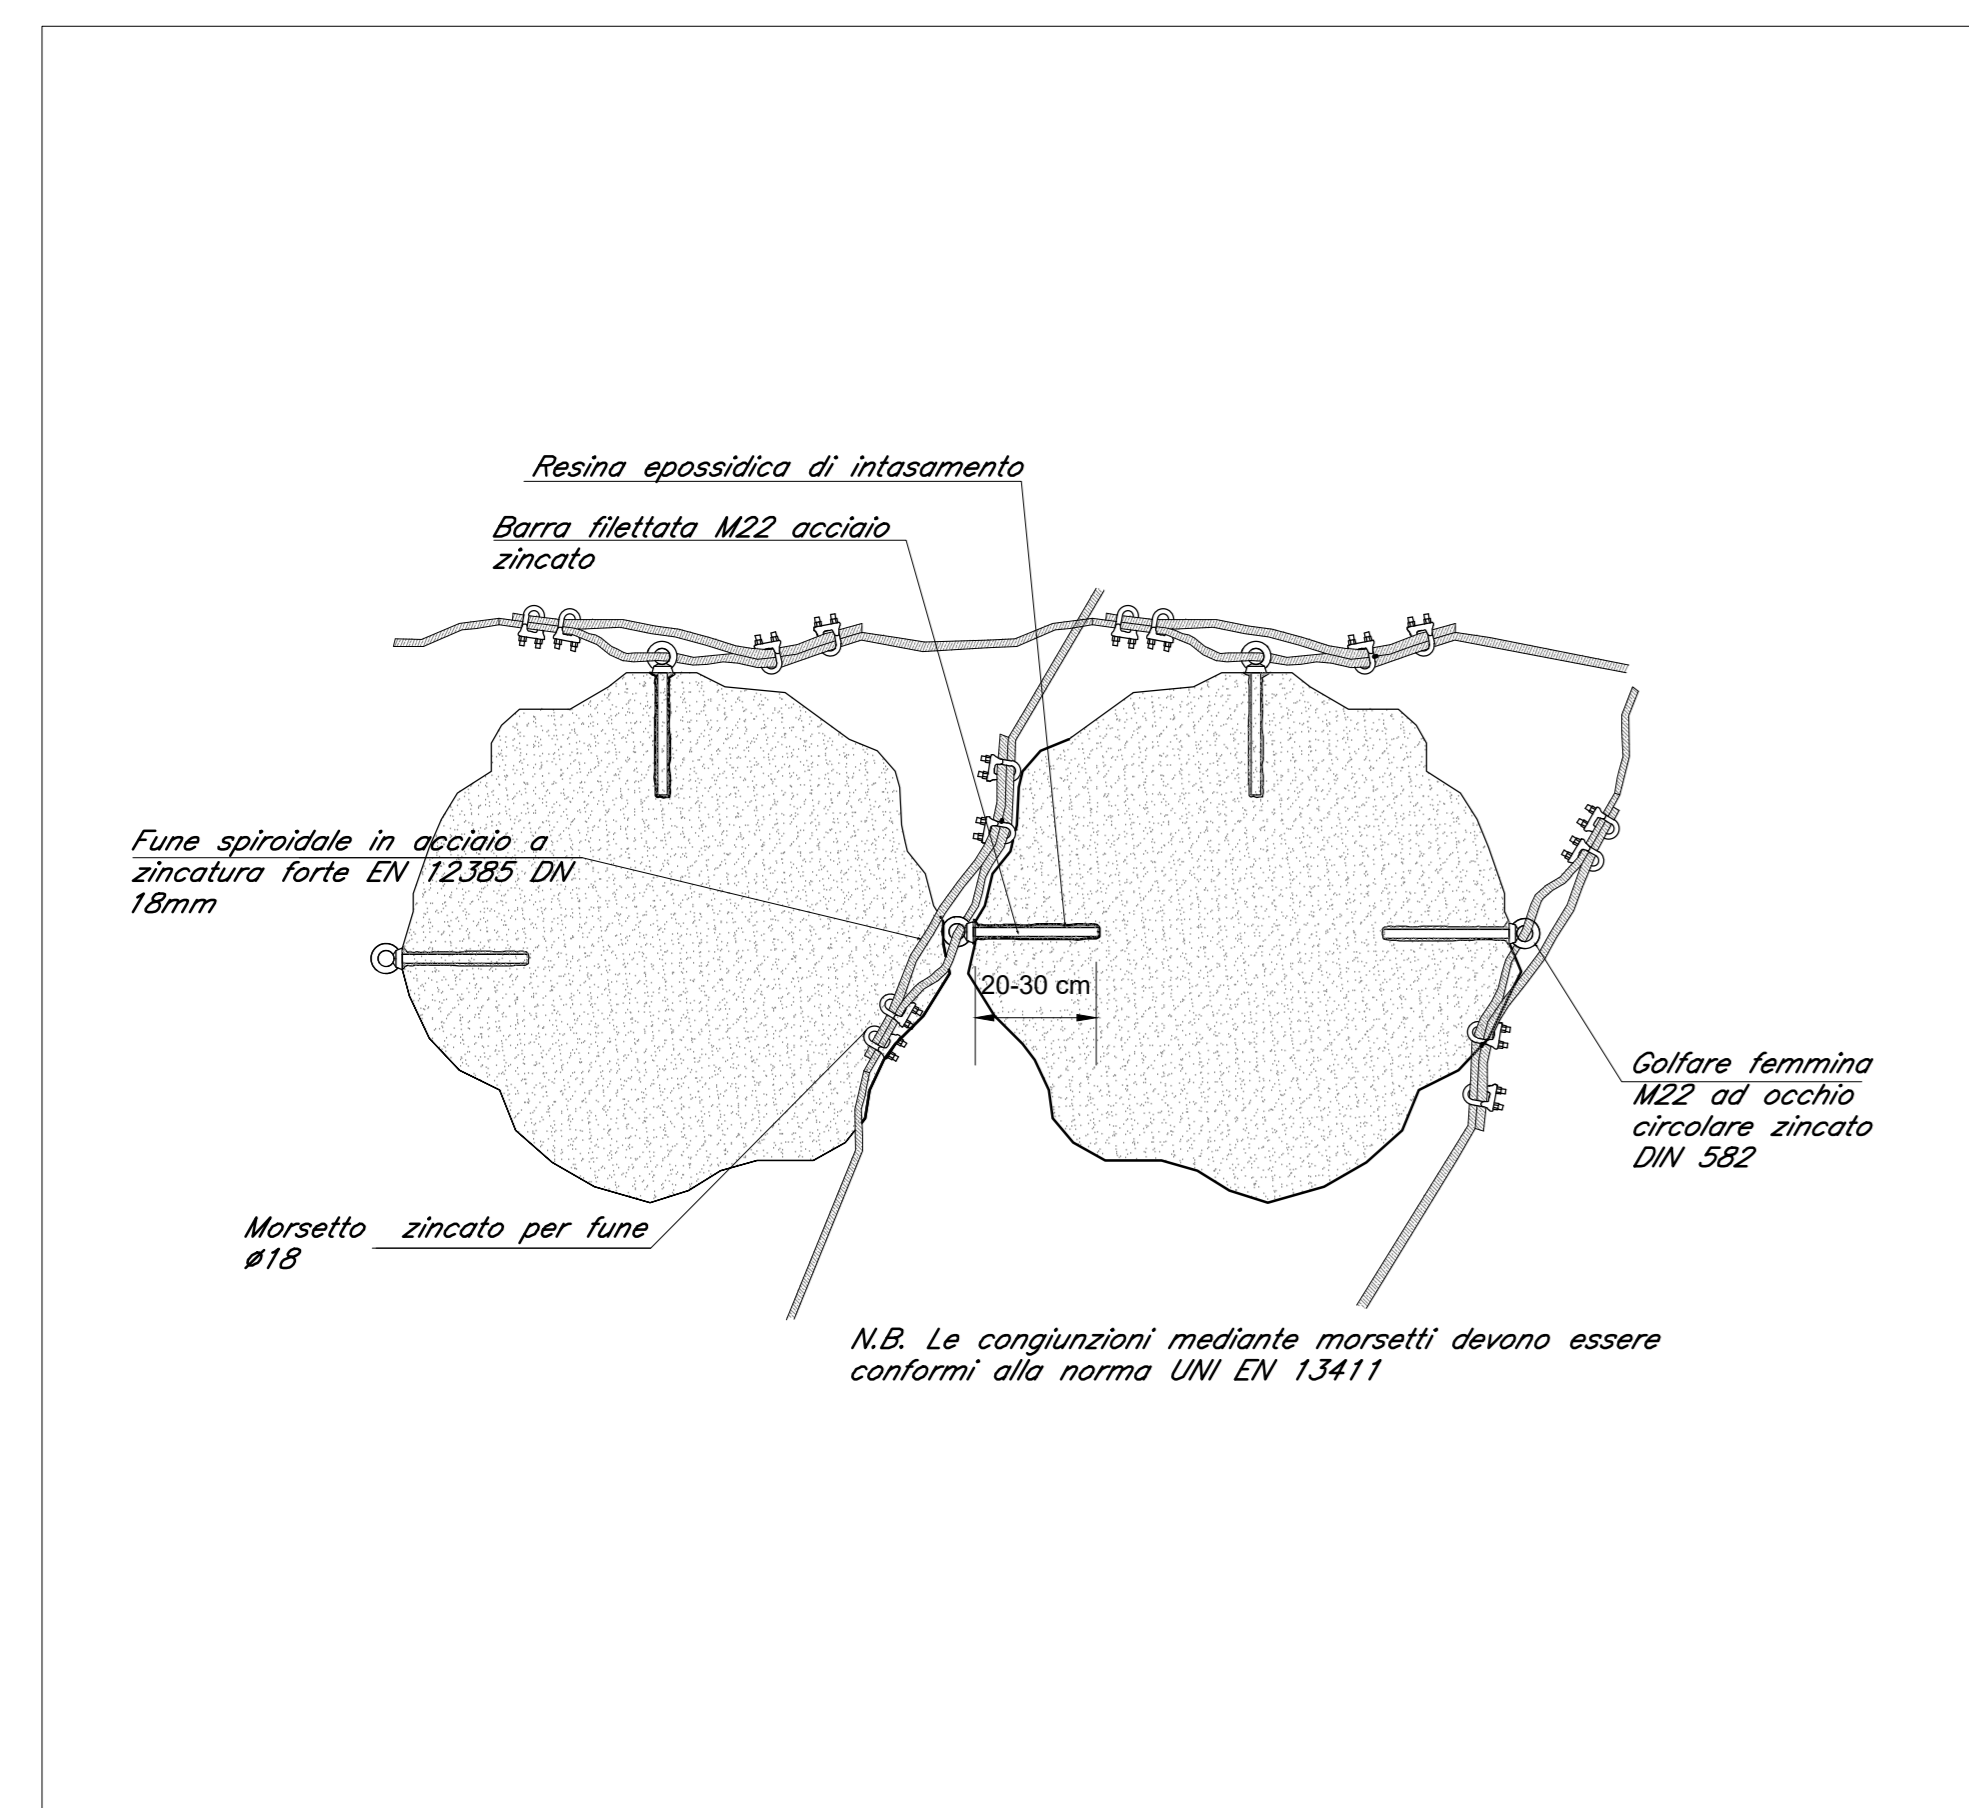 Resina epossidica di intasamento
Barra filettata M22 acciaio
zincato
Fune spiroidale in acciaio a
zincatura forte EN 12385 DN
18mm
20-30 cm
Golfare femmina
M22 ad occhio
circolare zincato
DIN 582
Morsetto zincato per fune
ø18
N.B. Le congiunzioni mediante morsetti devono essere
conformi alla norma UNI EN 13411